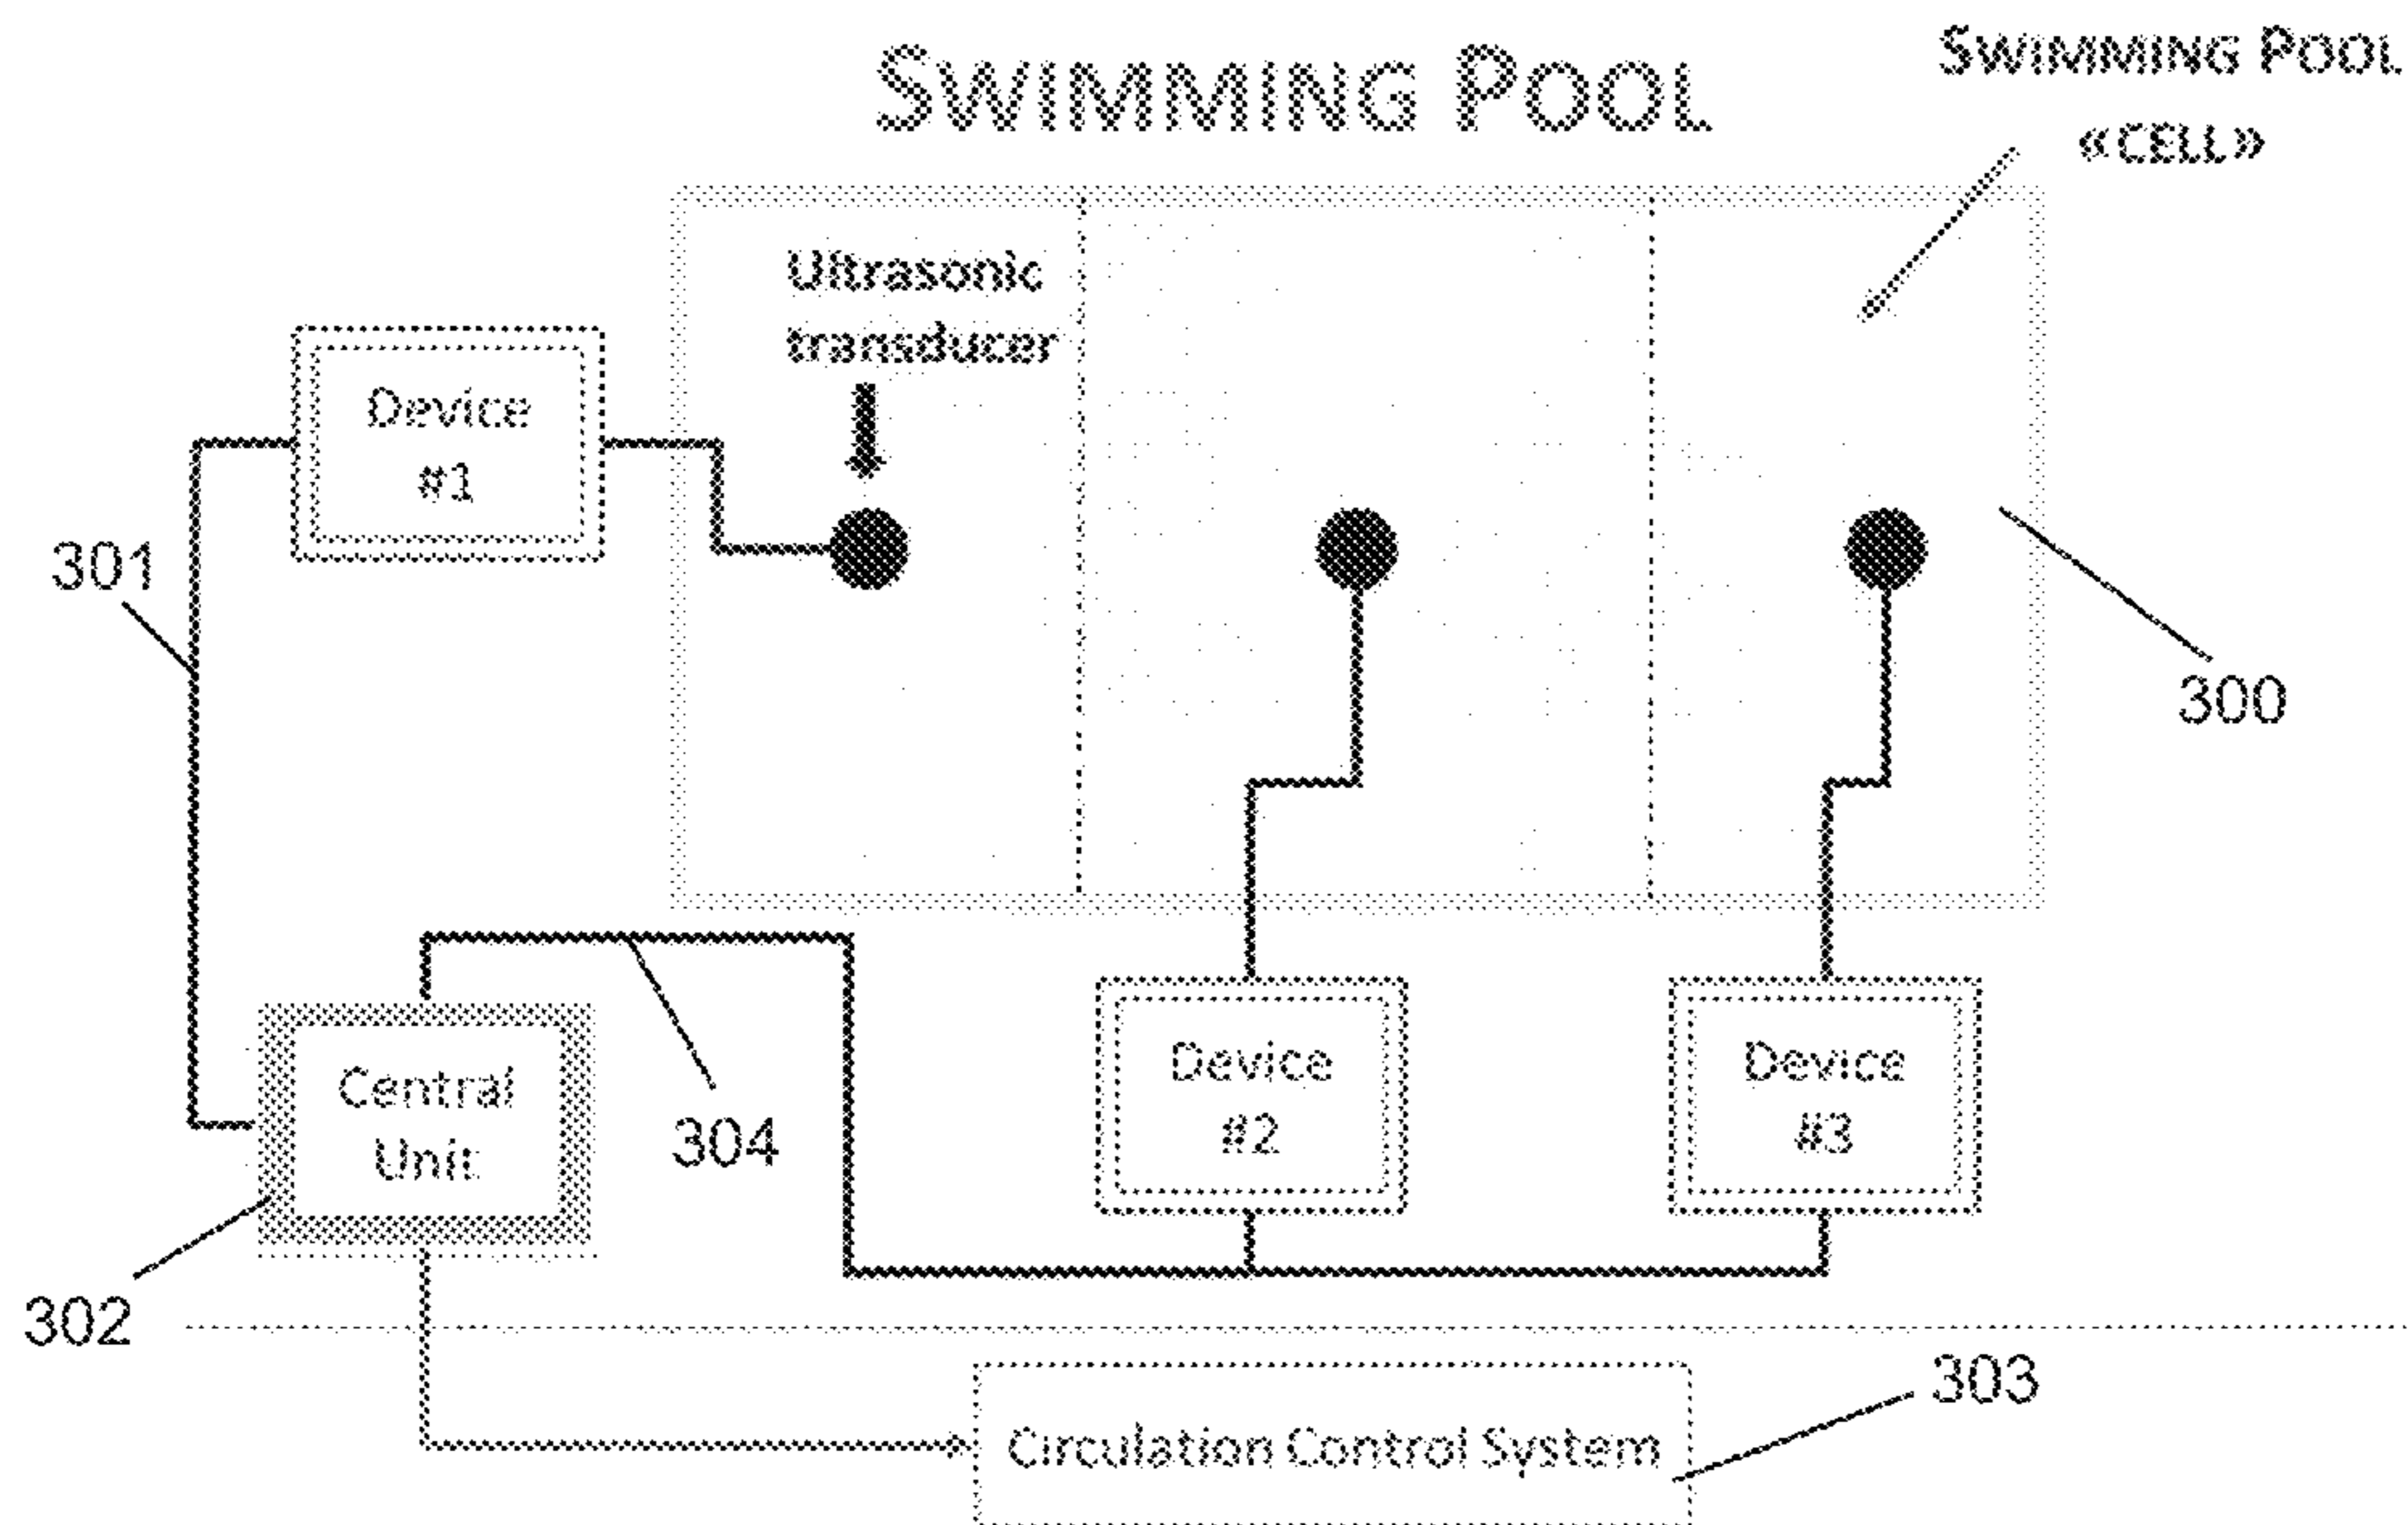 SWIMMING POOL
SWIMMING POOL
«CELL»
Ultrasonic
transducer
Device
#1
301
300
Central
Unit
304
Device
#2
Device
#3
302
303
Circulation Control System